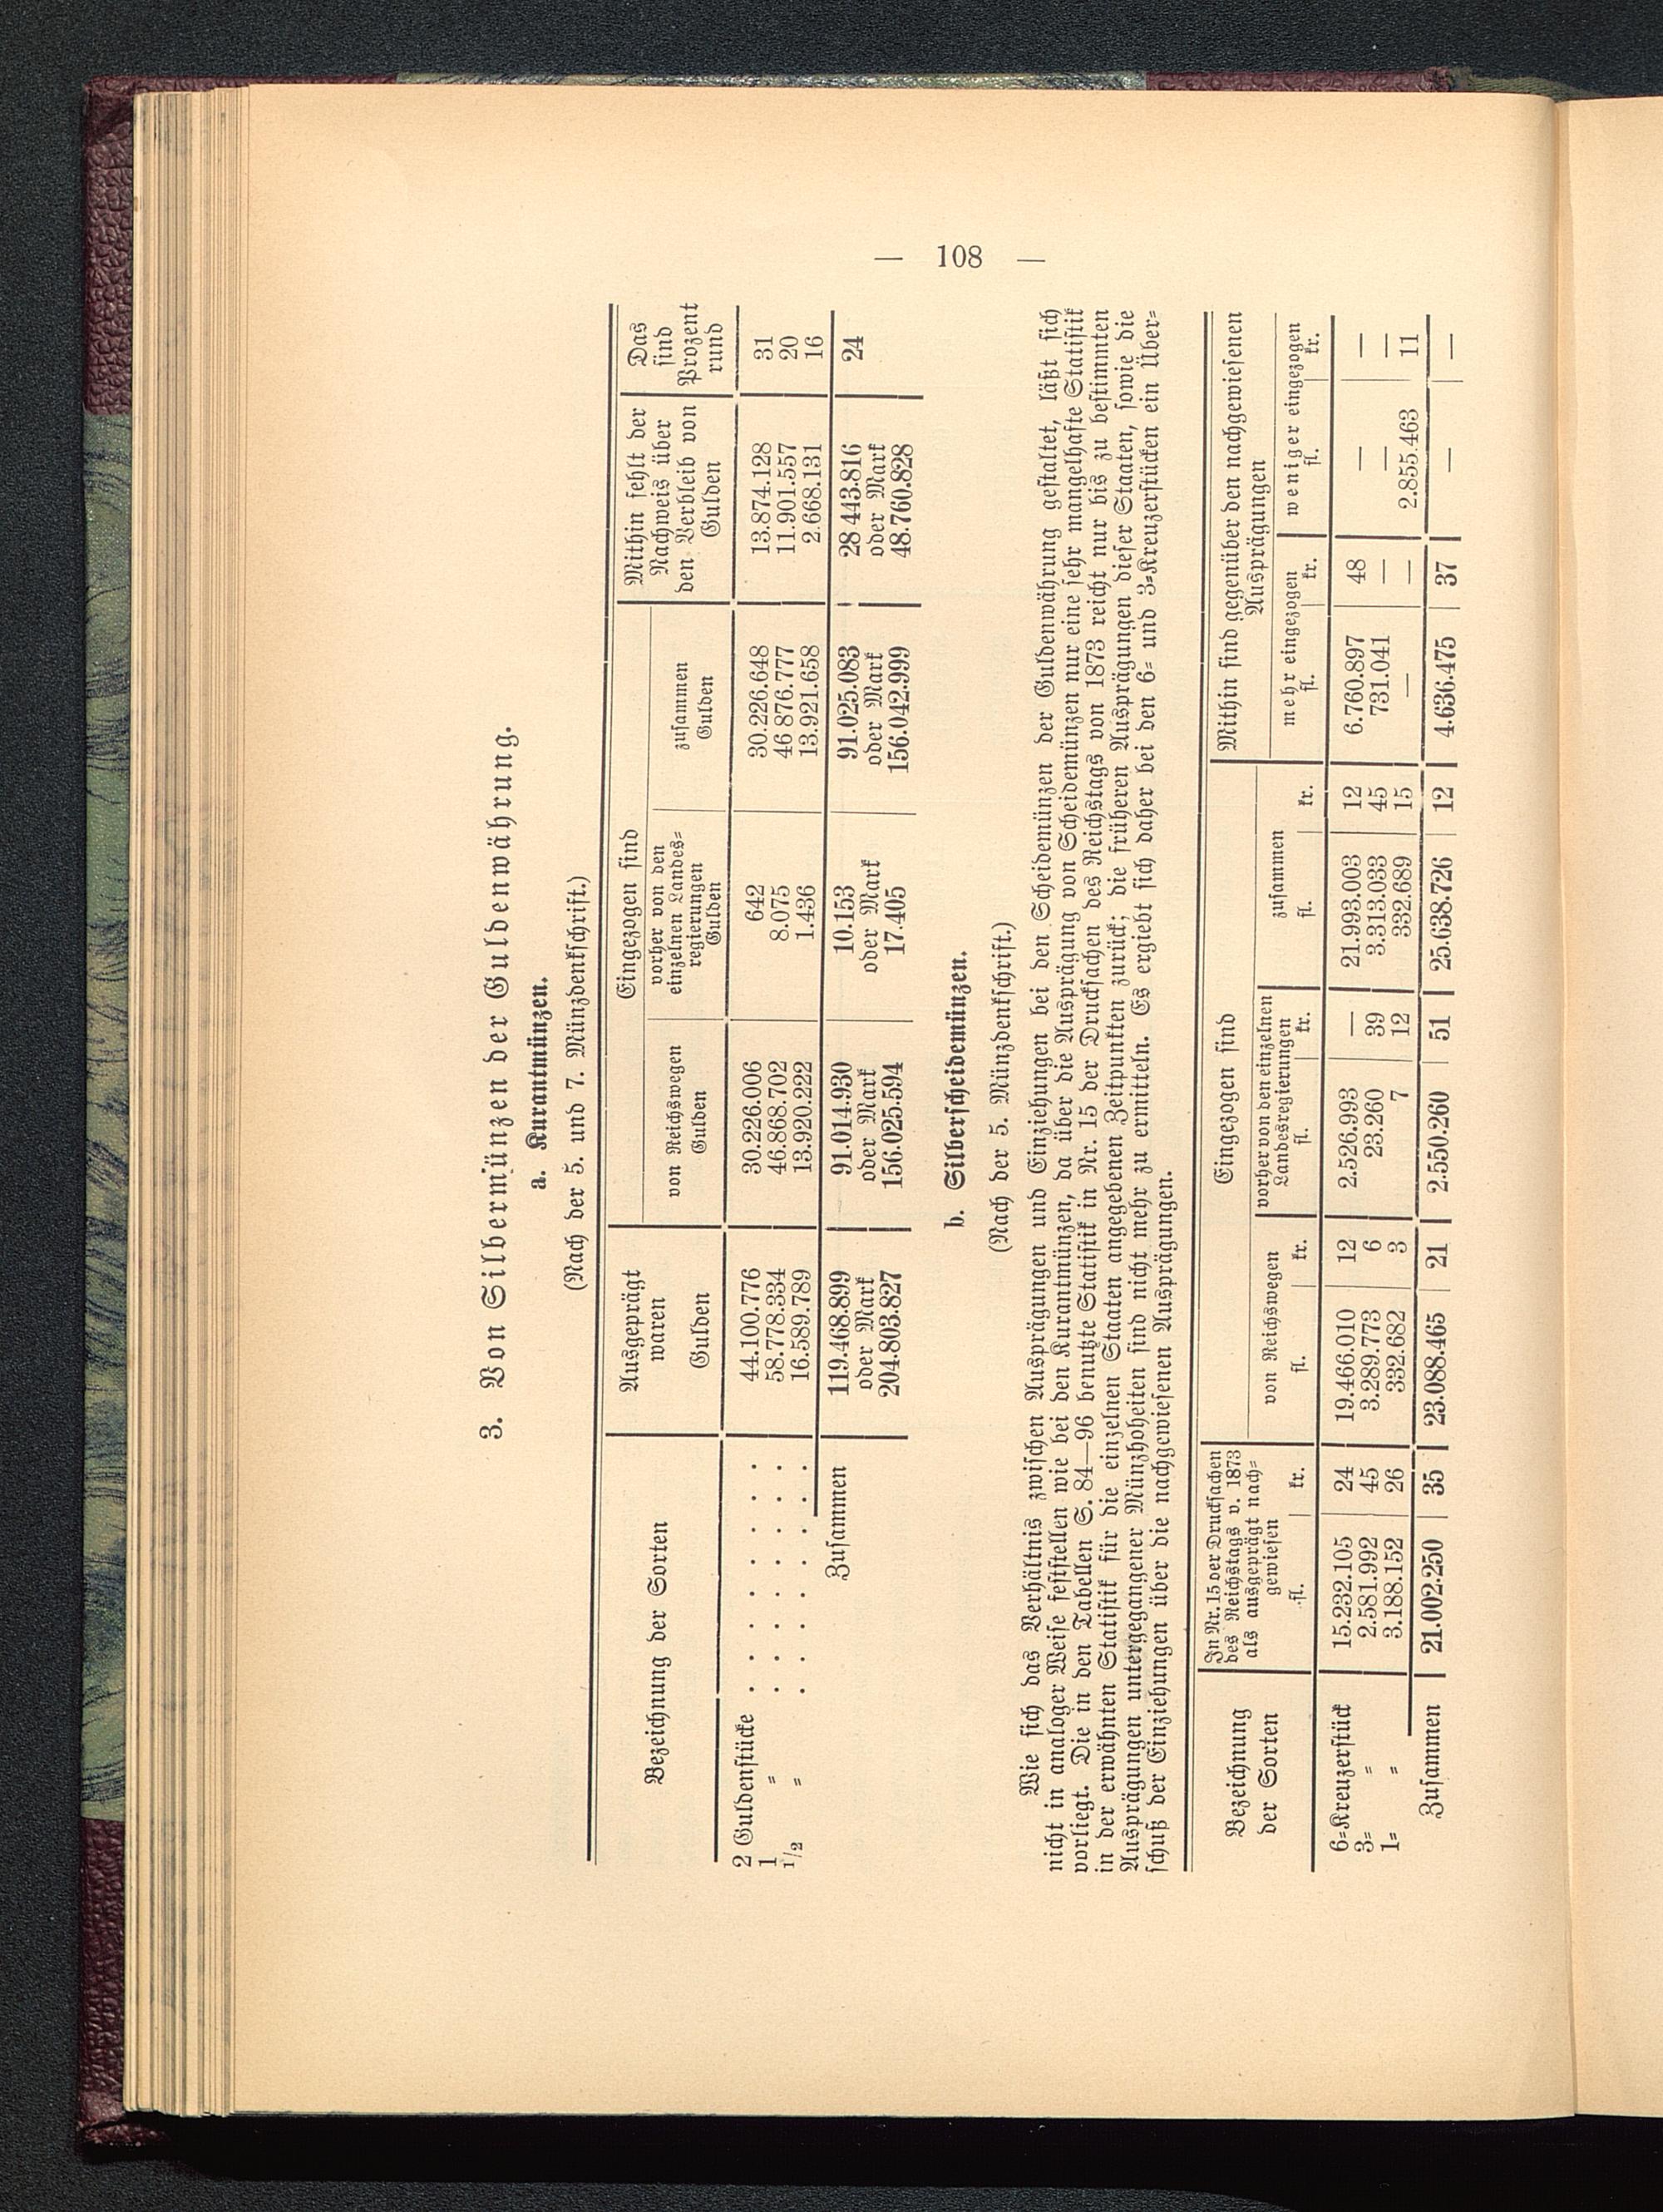 — 108 —
3. Von Silbermünzen der Guldenwährung.
a. Kurantmünzen.
(Nach der 5. und 7. Münzdenkschrift.)
Bezeichnung der Sorten
Ausgeprägt
waren
Gulden
Eingezogen sind
von Reichswegen
Gulden
vorher von den
einzelnen Landes=
regierungen
Gulden
zusammen
Gulden
Mithin fehlt der
Nachweis über
den Verbleib von
Gulden
Das
sind
Prozent
rund
2 Guldenstücke . . . . . . 44.100.776 30.226.006 642 30.226.648 13.874.128 31
1 " . . . . . . 58.778.334 46.868.702 8.075 46 876.777 11.901.557 20
1/2 " . . . . . . 16.589.789 13.920.222 1.436 13.921.658 2.668.131 16
Zusammen 119.468.899 91.014.930 10.153 91.025.083 28 443.816 24
oder Mark oder Mark oder Mark oder Mark oder Mark
204.803.827 156.025.594 17.405 156.042.999 48.760.828
b. Silberscheidemünzen.
(Nach der 5. Münzdenkschrift.)
Wie sich das Verhältnis zwischen Ausprägungen und Einziehungen bei den Scheidemünzen der Guldenwährung gestaltet, läßt sich
nicht in analoger Weise feststellen wie bei den Kurantmünzen, da über die Ausprägung von Scheidemünzen nur eine sehr mangelhafte Statistik
vorliegt. Die in den Tabellen S. 84—96 benutzte Statistik in Nr. 15 der Drucksachen des Reichstags von 1873 reicht nur bis zu bestimmten
in der erwähnten Statistik für die einzelnen Staaten angegebenen Zeitpunkten zurück; die früheren Ausprägungen dieser Staaten, sowie die
Ausprägungen untergegangener Münzhoheiten sind nicht mehr zu ermitteln. Es ergiebt sich daher bei den 6= und 3=Kreuzerstücken ein Über=
schuß der Einziehungen über die nachgewiesenen Ausprägungen.
Bezeichnung
der Sorten
In Nr. 15 der Drucksachen
des Reichstags v. 1873
als ausgeprägt nach=
gewiesen
fl. kr.
Eingezogen sind
von Reichswegen
fl. kr.
vorher von den einzelnen
Landesregierungen
fl. kr.
zusammen
fl. kr.
Mithin sind gegenüber den nachgewiesenen
Ausprägungen
mehr eingezogen
fl. kr.
weniger eingezogen
fl. kr.
6=Kreuzerstück 15.232.105 24 19.466.010 12 2.526.993 — 21.993.003 12 6.760.897 48 — —
3= " 2.581.992 45 3.289.773 6 23.260 39 3.313.033 45 731.041 — — —
1= " 3.188.152 26 332.682 3 7 12 332.689 15 — — 2.855.463 11
Zusammen 21.002.250 35 23.088.465 21 2.550.260 51 25.638.726 12 4.636.475 37 — —